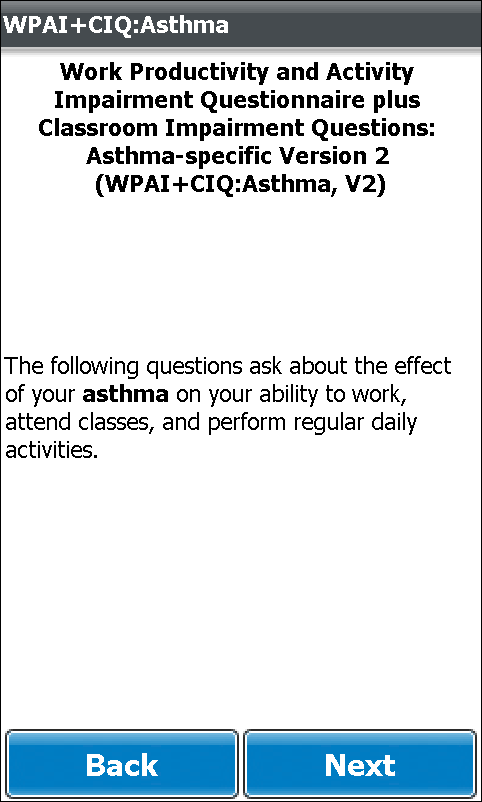 WPAI+CIQ:Asthma
Work Productivity and Activity
Impairment Questionnaire plus
Classroom Impairment Questions:
Asthma-specific Version 2
(WPAI+CIQ:Asthma, V2)
The following questions ask about the effect
of your asthma on your ability to work,
attend classes, and perform regular daily
activities.
Back Next